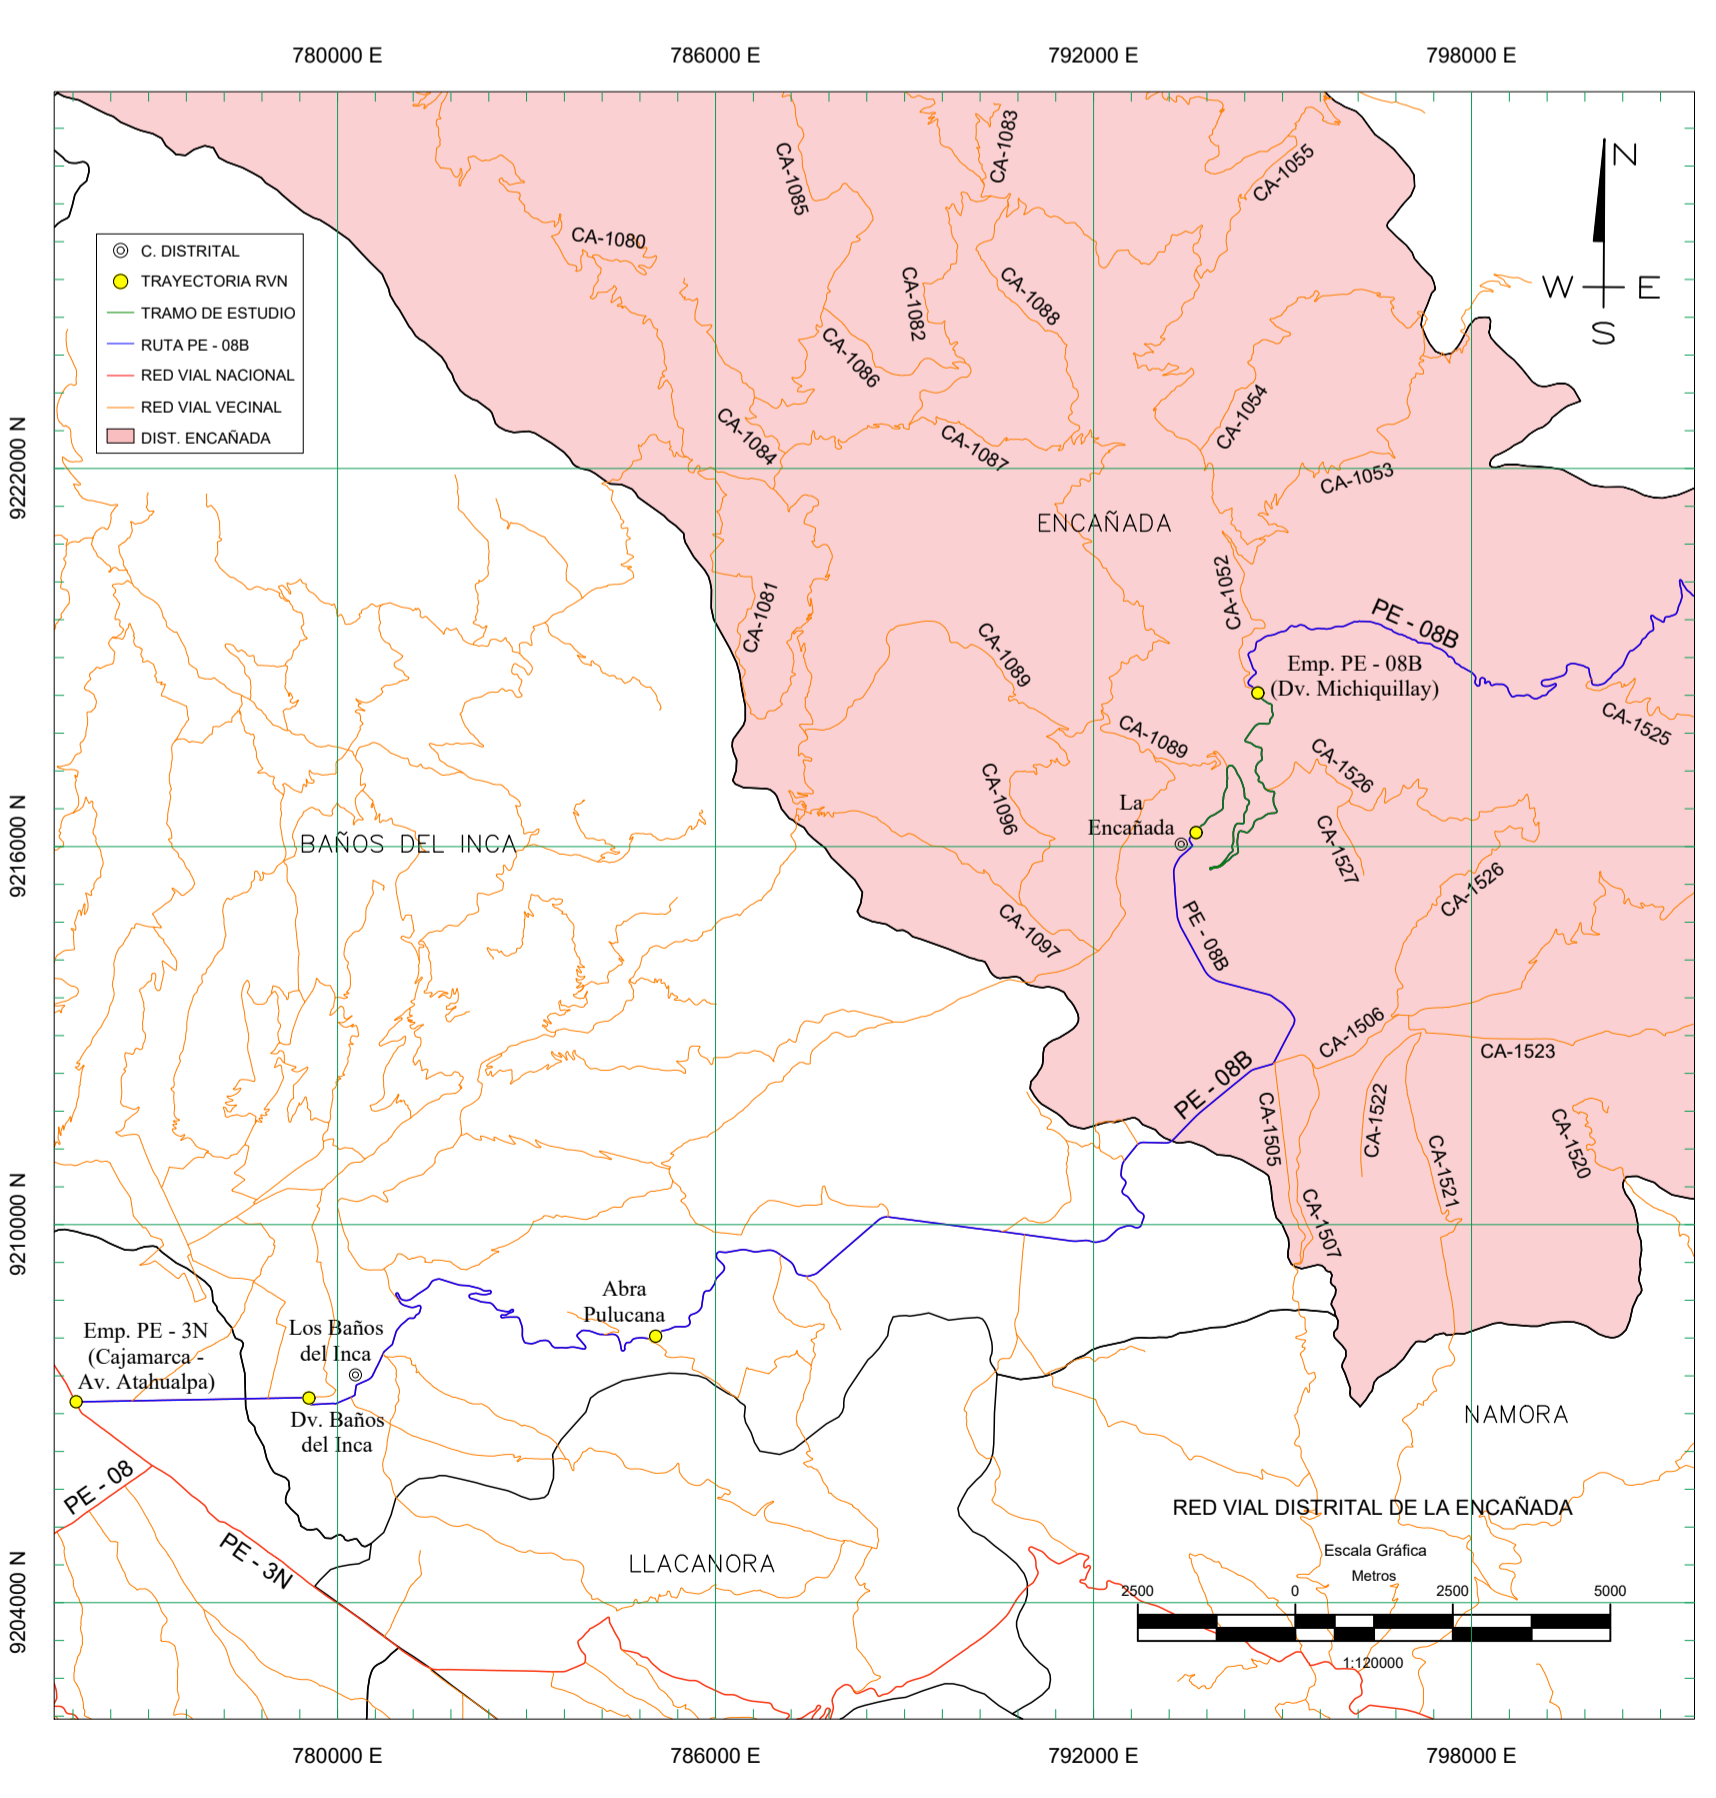 780000 E
786000 E
792000 E
798000 E
N
W
E
S
C. DISTRITAL
TRAYECTORIA RVN
TRAMO DE ESTUDIO
RUTA PE - 08B
RED VIAL NACIONAL
RED VIAL VECINAL
DIST. ENCAÑADA
CA-1080
CA-1085
CA-1083
CA-1055
CA-1082
CA-1088
CA-1086
CA-1084
CA-1087
CA-1054
CA-1053
9222000 N
ENCAÑADA
CA-1052
CA-1081
CA-1089
PE - 08B
Emp. PE - 08B
(Dv. Michiquillay)
CA-1525
CA-1089
CA-1526
CA-1096
La
Encañada
CA-1527
9216000 N
BAÑOS DEL INCA
CA-1526
CA-1097
PE - 08B
CA-1506
CA-1523
PE - 08B
CA-1505
CA-1522
CA-1521
CA-1520
CA-1507
9210000 N
Abra
Pulucana
Emp. PE - 3N
(Cajamarca -
Av. Atahualpa)
Los Baños
del Inca
Dv. Baños
del Inca
NAMORA
PE - 08
PE - 3N
LLACANORA
RED VIAL DISTRITAL DE LA ENCAÑADA
Escala Gráfica
Metros
2500
0
2500
5000
1:120000
9204000 N
780000 E
786000 E
792000 E
798000 E